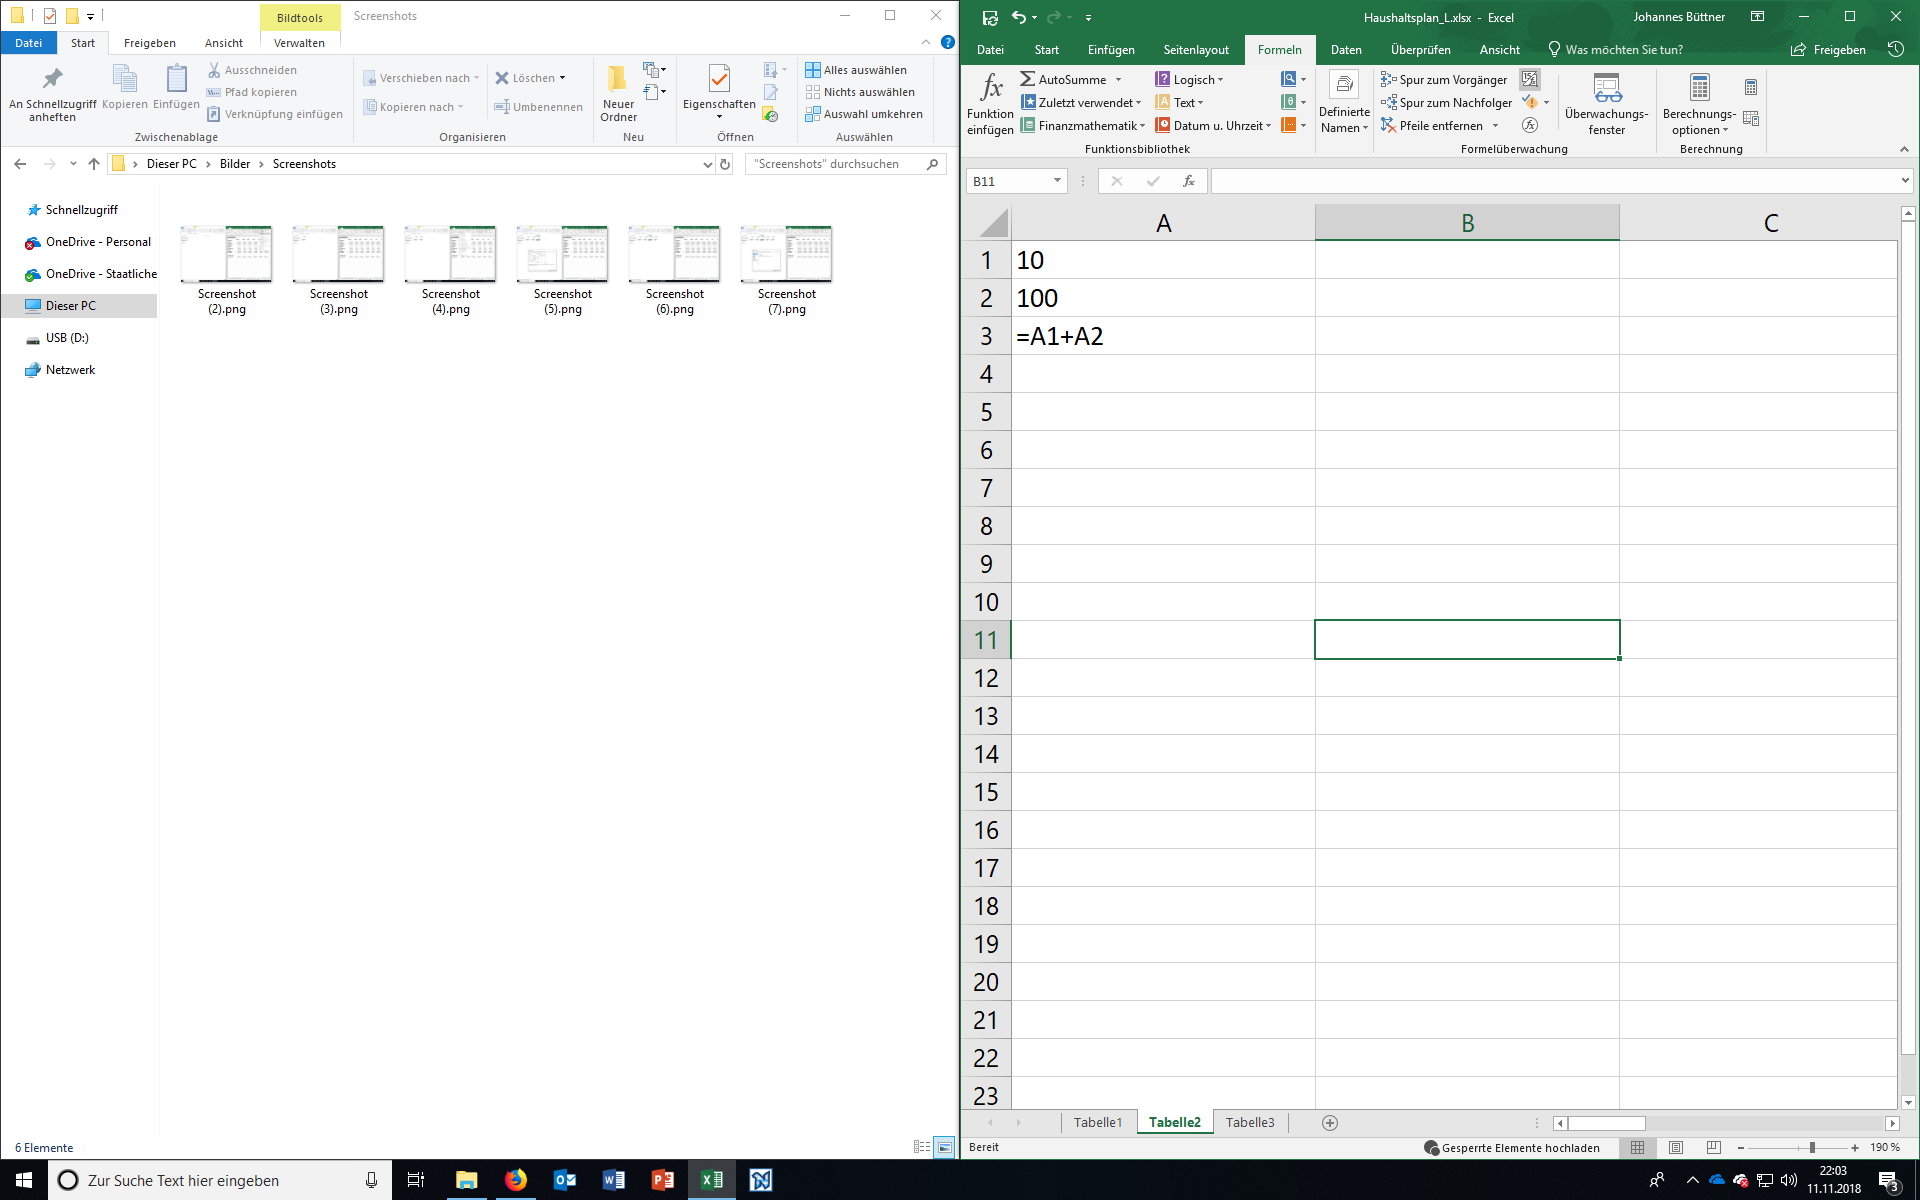 Bildtools
Screenshots
Datei
Start
Freigeben
Ansicht
Verwalten
An Schnellzugriff anheften
Kopieren
Einfügen
Ausschneiden
Pfad kopieren
Verknüpfung einfügen
Zwischenablage
Verschieben nach
Kopieren nach
Löschen
Umbenennen
Organisieren
Neuer Ordner
Neu
Eigenschaften
Öffnen
Alles auswählen
Nichts auswählen
Auswahl umkehren
Auswählen
Dieser PC > Bilder > Screenshots
"Screenshots" durchsuchen
Schnellzugriff
OneDrive - Personal
OneDrive - Staatliche
Dieser PC
USB (D:)
Netzwerk
Screenshot (2).png
Screenshot (3).png
Screenshot (4).png
Screenshot (5).png
Screenshot (6).png
Screenshot (7).png
6 Elemente
Haushaltsplan_L.xlsx - Excel
Johannes Büttner
Datei
Start
Einfügen
Seitenlayout
Formeln
Daten
Überprüfen
Ansicht
Was möchten Sie tun?
Freigeben
fx
Funktion einfügen
AutoSumme
Zuletzt verwendet
Finanzmathematik
Logisch
Text
Datum u. Uhrzeit
Funktionsbibliothek
Definierte Namen
Spur zum Vorgänger
Spur zum Nachfolger
Pfeile entfernen
Überwachungs-
fenster
Formelüberwachung
Berechnungs-
optionen
Berechnung
B11
fx
A B C
1 10
2 100
3 =A1+A2
4
5
6
7
8
9
10
11
12
13
14
15
16
17
18
19
20
21
22
23
Tabelle1
Tabelle2
Tabelle3
Bereit
Gesperrte Elemente hochladen
190 %
Zur Suche Text hier eingeben
22:03
11.11.2018
3